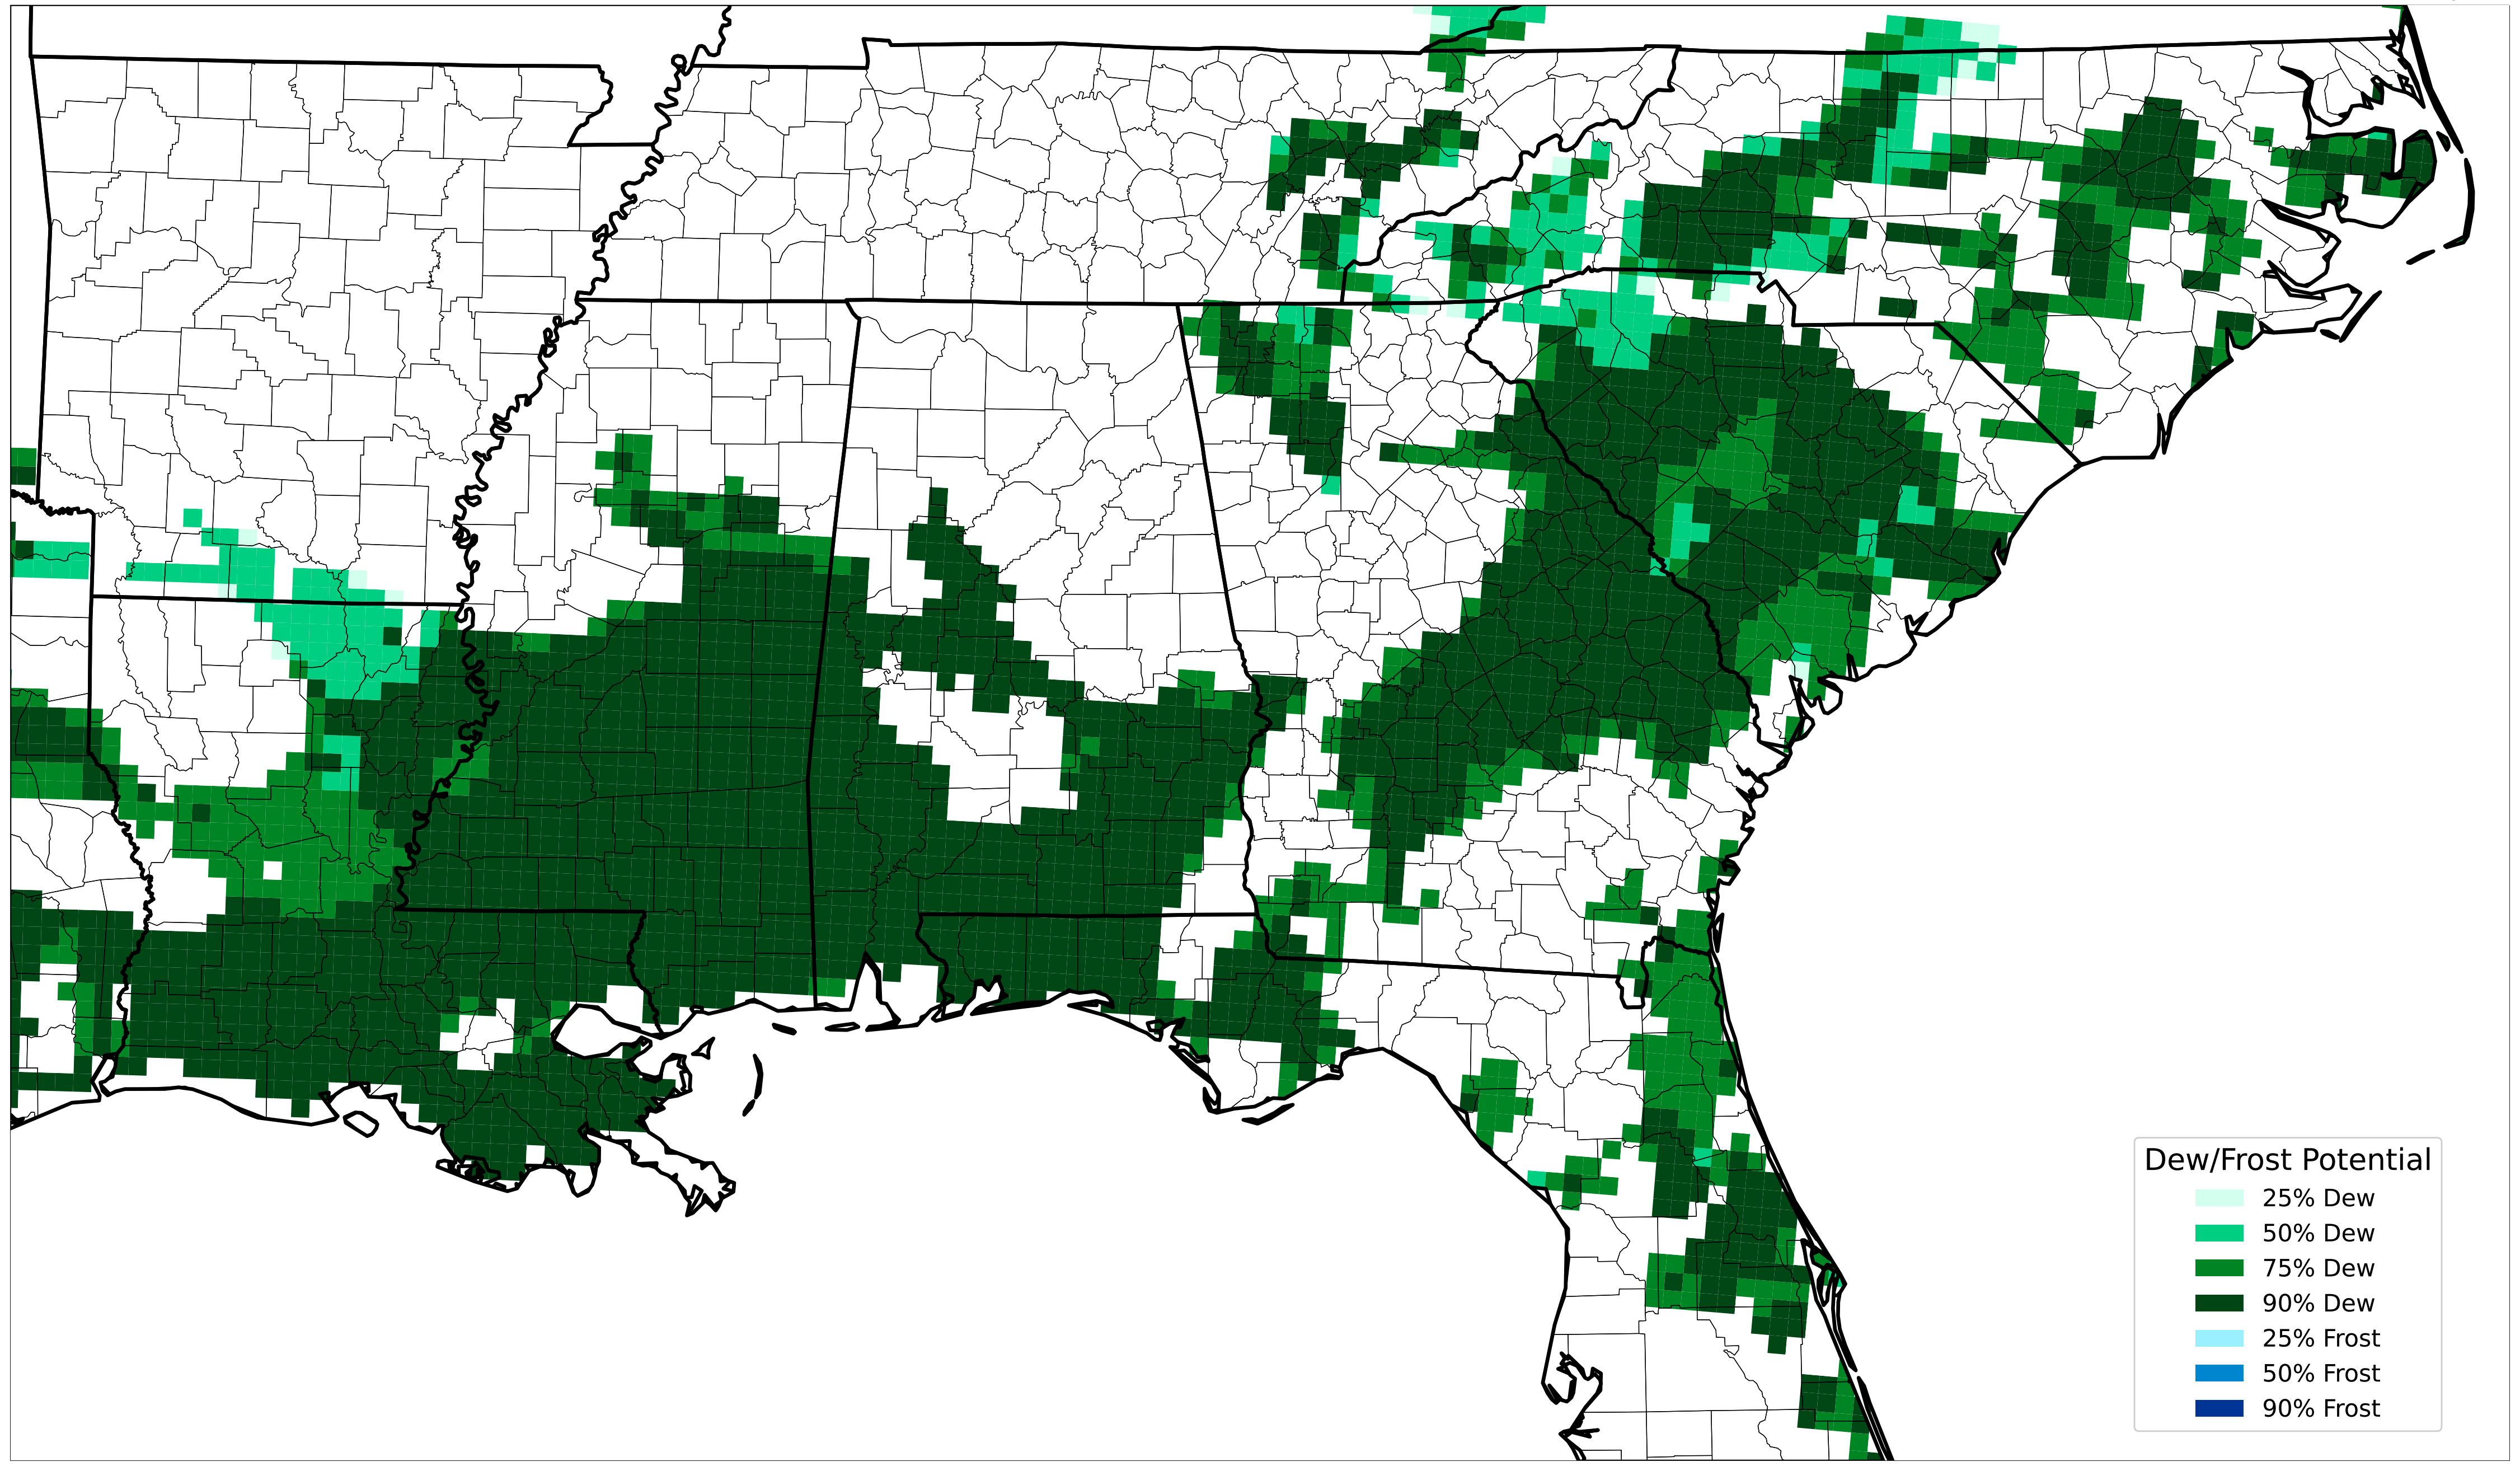 Dew/Frost Potential
25% Dew
50% Dew
75% Dew
90% Dew
25% Frost
50% Frost
90% Frost